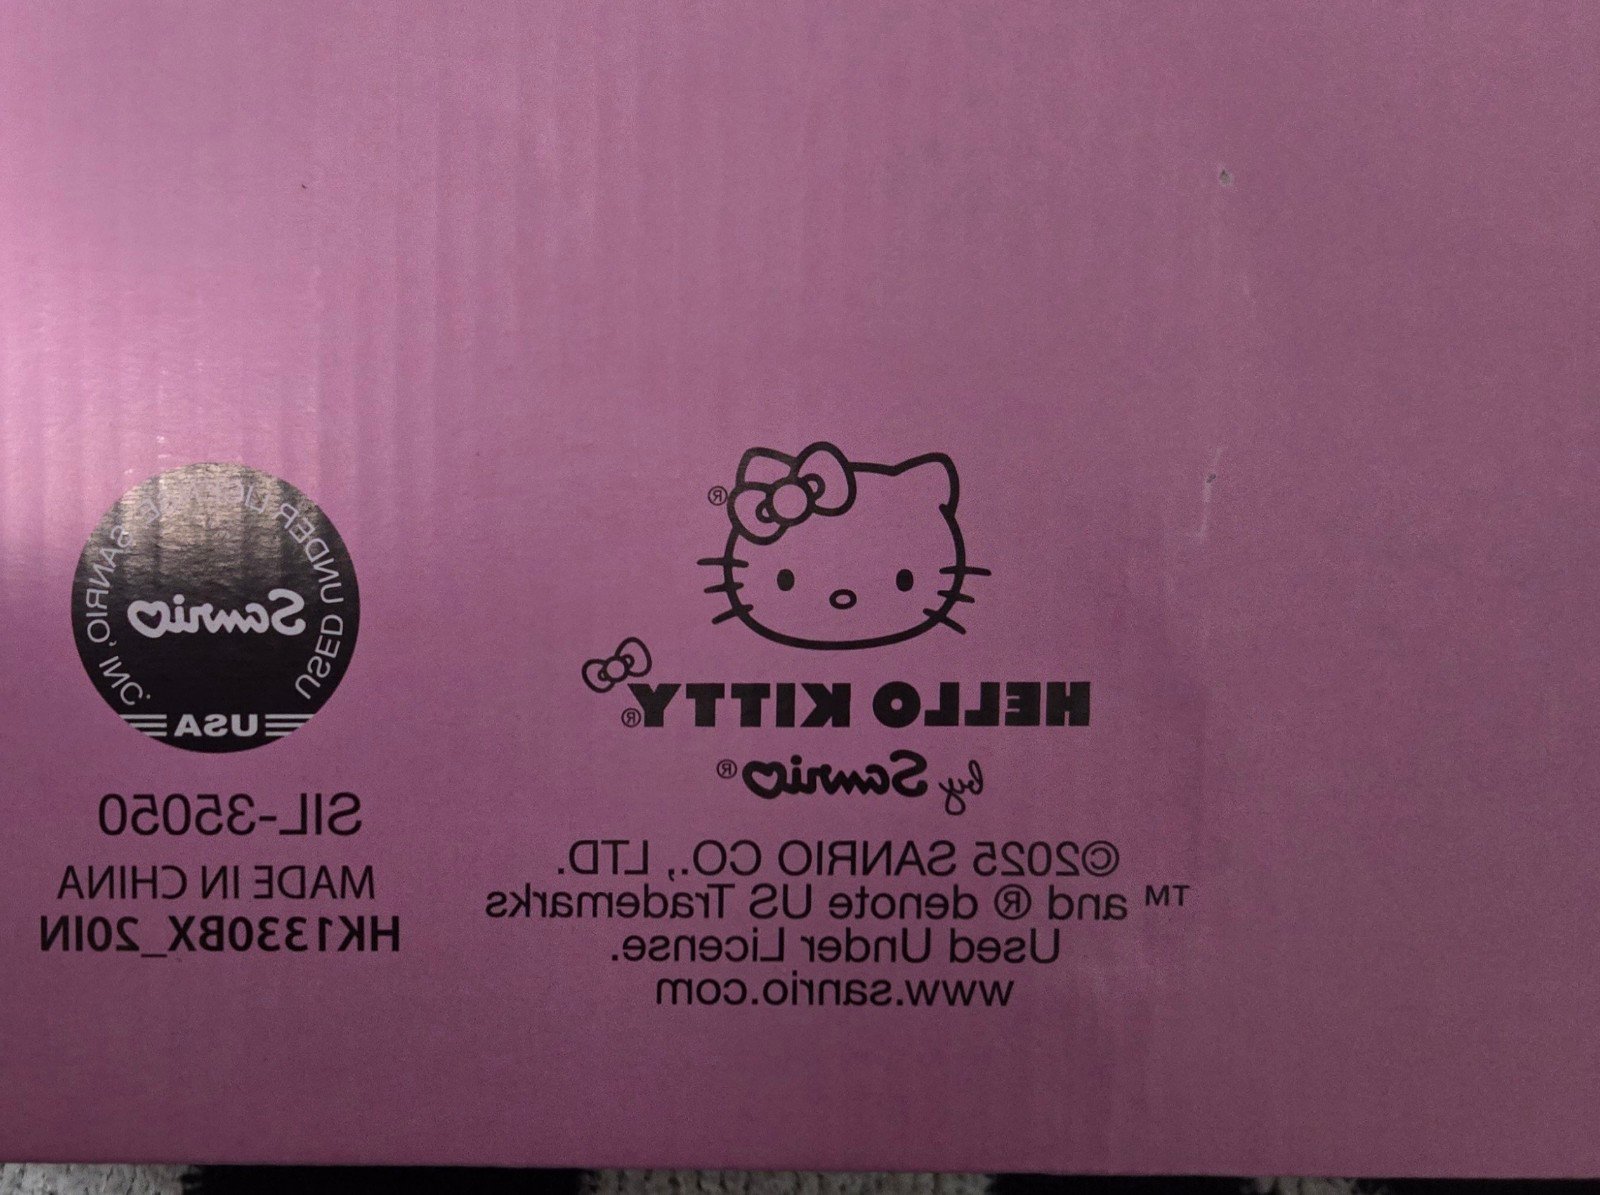 HELLO KITTY®
by Sanrio®
®
©2025 SANRIO CO., LTD.
™ and ® denote US Trademarks
Used Under License.
www.sanrio.com
USED UNDER LICENSE SANRIO, INC.
Sanrio
USA
SIL-35050
MADE IN CHINA
HK1330BX_20IN